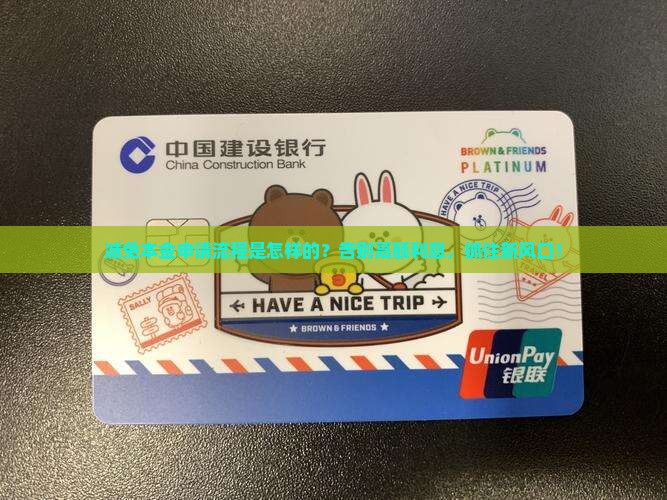 中国建设银行
China Construction Bank
BROWN & FRIENDS
PLATINUM
HAVE A NICE TRIP
减免本金申请流程是怎样的？告别高额利息，抓住新风口！
SALLY
TRAVEL
HAVE A NICE TRIP
BROWN & FRIENDS
UnionPay
银联